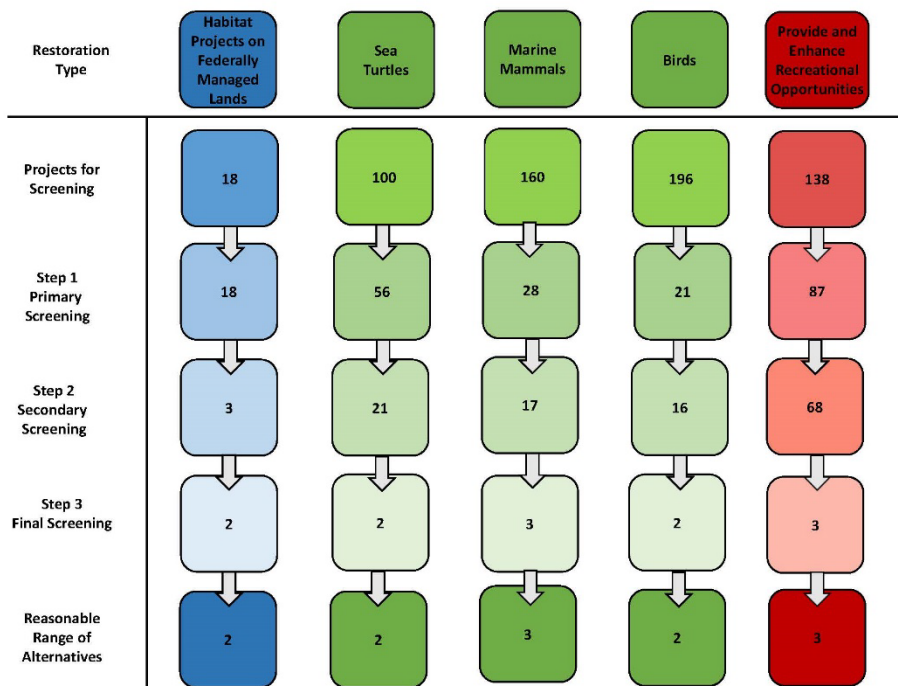 Restoration
Type
Habitat
Projects on
Federally
Managed
Lands
Sea
Turtles
Marine
Mammals
Birds
Provide and
Enhance
Recreational
Opportunities
Projects for
Screening
18
100
160
196
138
Step 1
Primary
Screening
18
56
28
21
87
Step 2
Secondary
Screening
3
21
17
16
68
Step 3
Final Screening
2
2
3
2
3
Reasonable
Range of
Alternatives
2
2
3
2
3